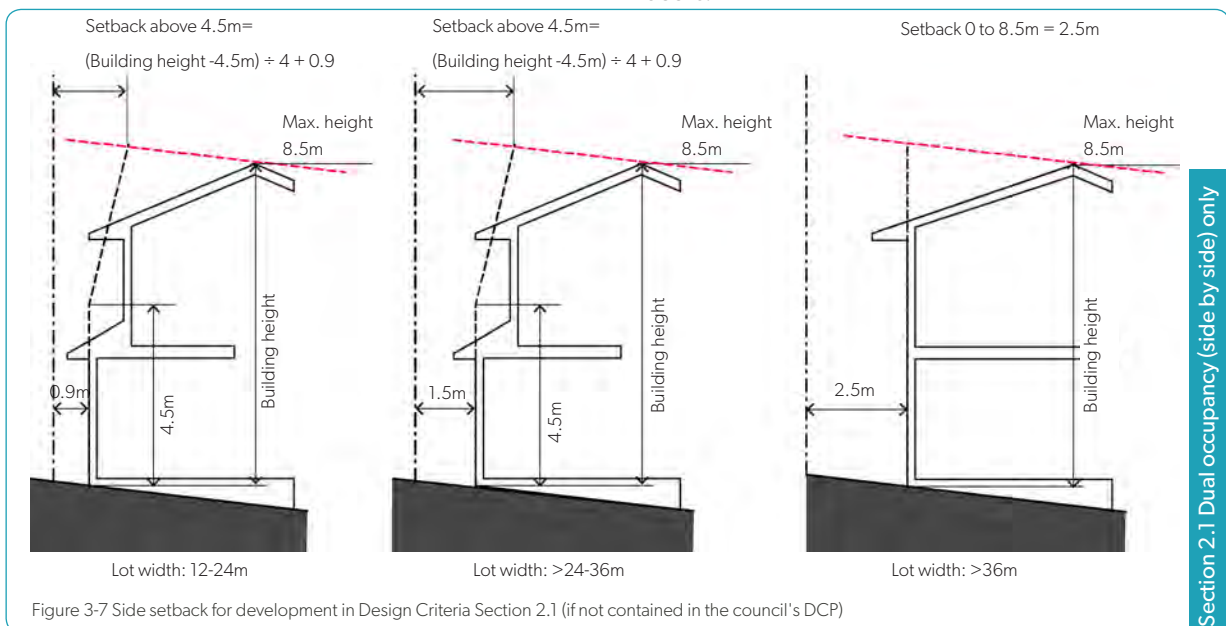 Setback above 4.5m=
(Building height -4.5m) ÷ 4 + 0.9
Max. height
8.5m
0.9m
4.5m
Building height
Lot width: 12-24m
Setback above 4.5m=
(Building height -4.5m) ÷ 4 + 0.9
Max. height
8.5m
1.5m
4.5m
Building height
Lot width: >24-36m
Setback 0 to 8.5m = 2.5m
Max. height
8.5m
2.5m
Building height
Lot width: >36m
Figure 3-7 Side setback for development in Design Criteria Section 2.1 (if not contained in the council's DCP)
Section 2.1 Dual occupancy (side by side) only